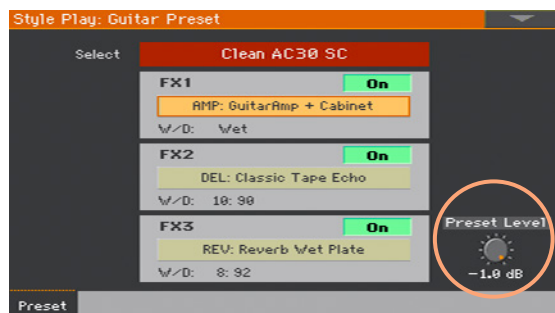 Style Play: Guitar Preset
Select
Clean AC30 SC
FX1
On
AMP: GuitarAmp + Cabinet
W/D: Wet
FX2
On
DEL: Classic Tape Echo
W/D: 10: 90
FX3
On
REV: Reverb Wet Plate
W/D: 8: 92
Preset Level
-1.0 dB
Preset